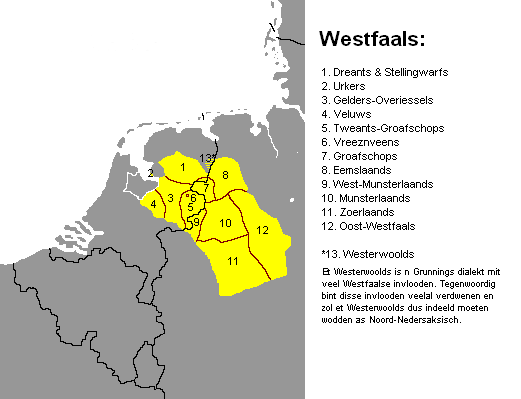 Westfaals:
1. Dreants & Stellingwarfs
2. Urkers
3. Gelders-Overiessels
4. Veluws
5. Tweants-Groafschops
6. Vreeznveens
7. Groafschops
8. Eemslaands
9. West-Munsterlaands
10. Munsterlaands
11. Zoerlaands
12. Oost-Westfaals
*13. Westerwoolds
Et Westerwoolds is n Grunnings dialekt mit
veel Westfaalse invlooden. Tegenwoordig
bint disse invlooden veelal verdwenen en
zol et Westerwoolds dus indeeld moeten
wodden as Noord-Nedersaksisch.
13*
1
2
8
7
3
6
4
5
9
5
10
12
11